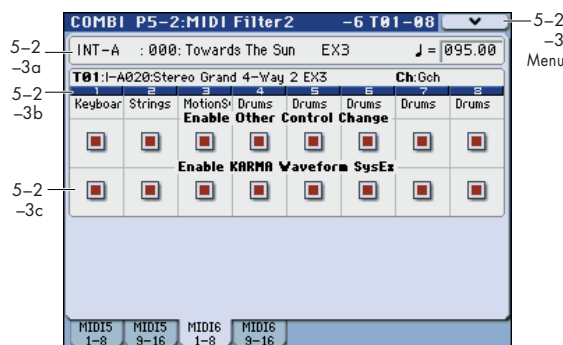 COMBI P5-2:MIDI Filter2 -6 T01-08
5-2
-3
Menu
5-2
-3a
INT-A : 000: Towards The Sun EX3 ♩= 095.00
T01:I-A020:Stereo Grand 4-Way 2 EX3 Ch:Gch
5-2
-3b
1 2 3 4 5 6 7 8
Keyboar Strings MotionS Drums Drums Drums Drums Drums
Enable Other Control Change
Enable KARMA Waveform SysEx
5-2
-3c
MIDI5 1-8 MIDI5 9-16 MIDI6 1-8 MIDI6 9-16